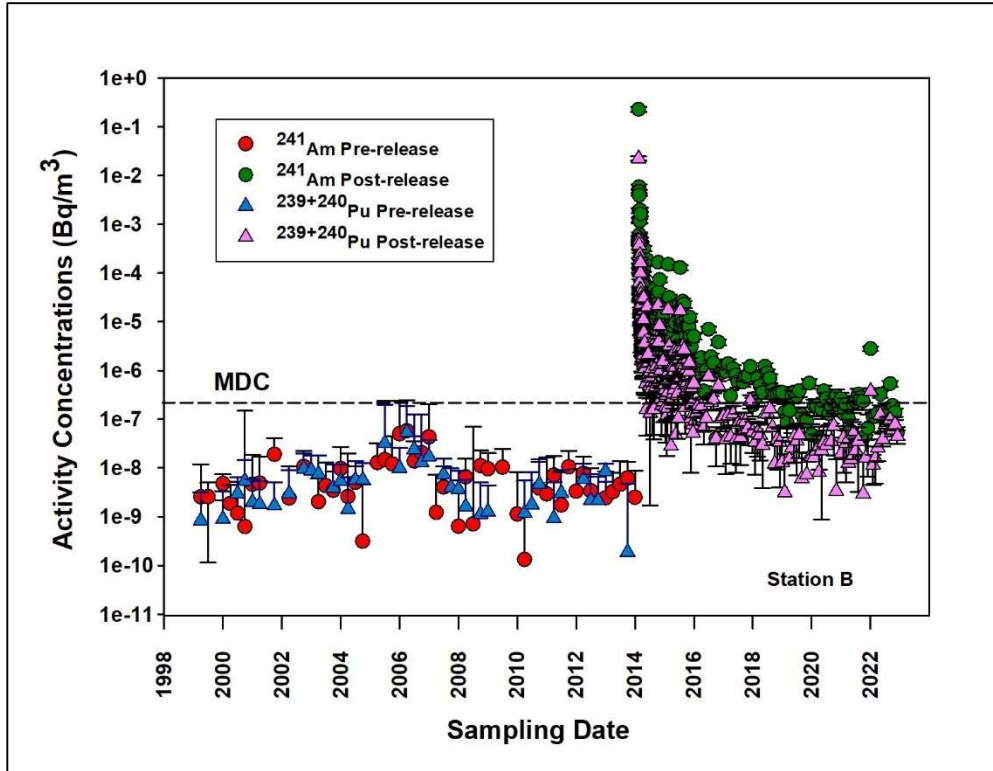 Activity Concentrations (Bq/m³)
1e+0
1e-1
1e-2
1e-3
1e-4
1e-5
1e-6
1e-7
1e-8
1e-9
1e-10
1e-11
²⁴¹Am Pre-release
²⁴¹Am Post-release
²³⁹⁺²⁴⁰Pu Pre-release
²³⁹⁺²⁴⁰Pu Post-release
MDC
Station B
1998
2000
2002
2004
2006
2008
2010
2012
2014
2016
2018
2020
2022
Sampling Date